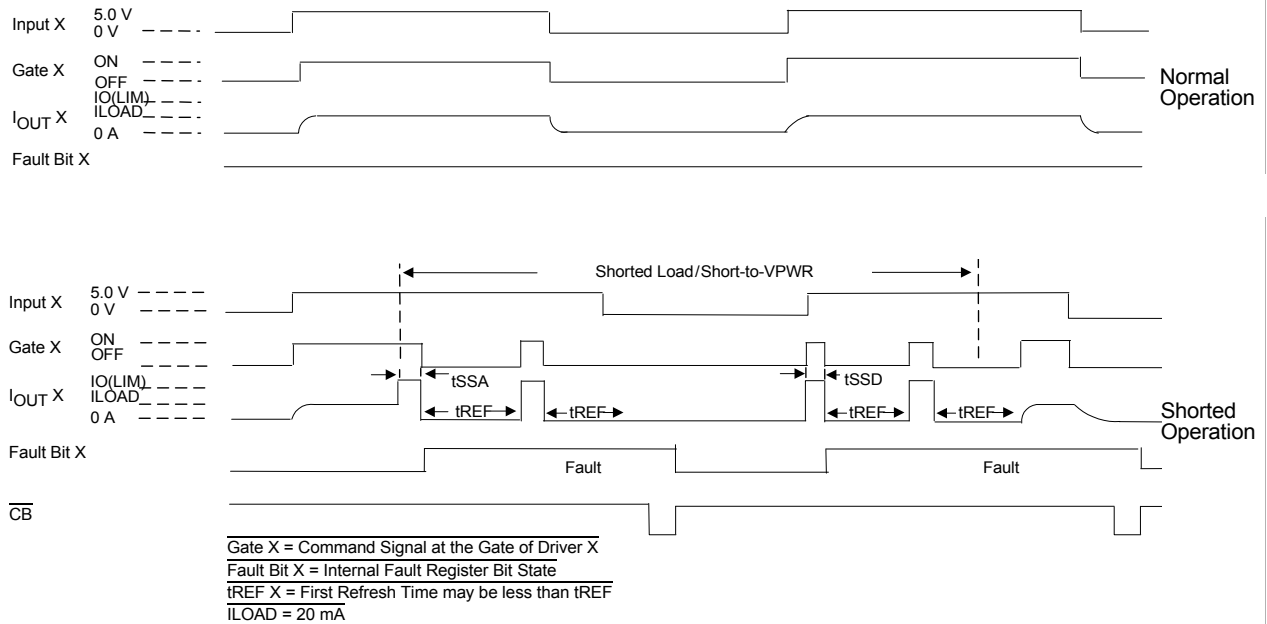 Input X 5.0 V
0 V
Gate X ON
OFF
IOUT X IO(LIM)
ILOAD
0 A
Fault Bit X
Normal
Operation
Shorted Load/Short-to-VPWR
Input X 5.0 V
0 V
Gate X ON
OFF
tSSA tSSD
IOUT X IO(LIM)
ILOAD
0 A
tREF tREF tREF tREF
Shorted
Operation
Fault Bit X
Fault Fault
CB
Gate X = Command Signal at the Gate of Driver X
Fault Bit X = Internal Fault Register Bit State
tREF X = First Refresh Time may be less than tREF
ILOAD = 20 mA